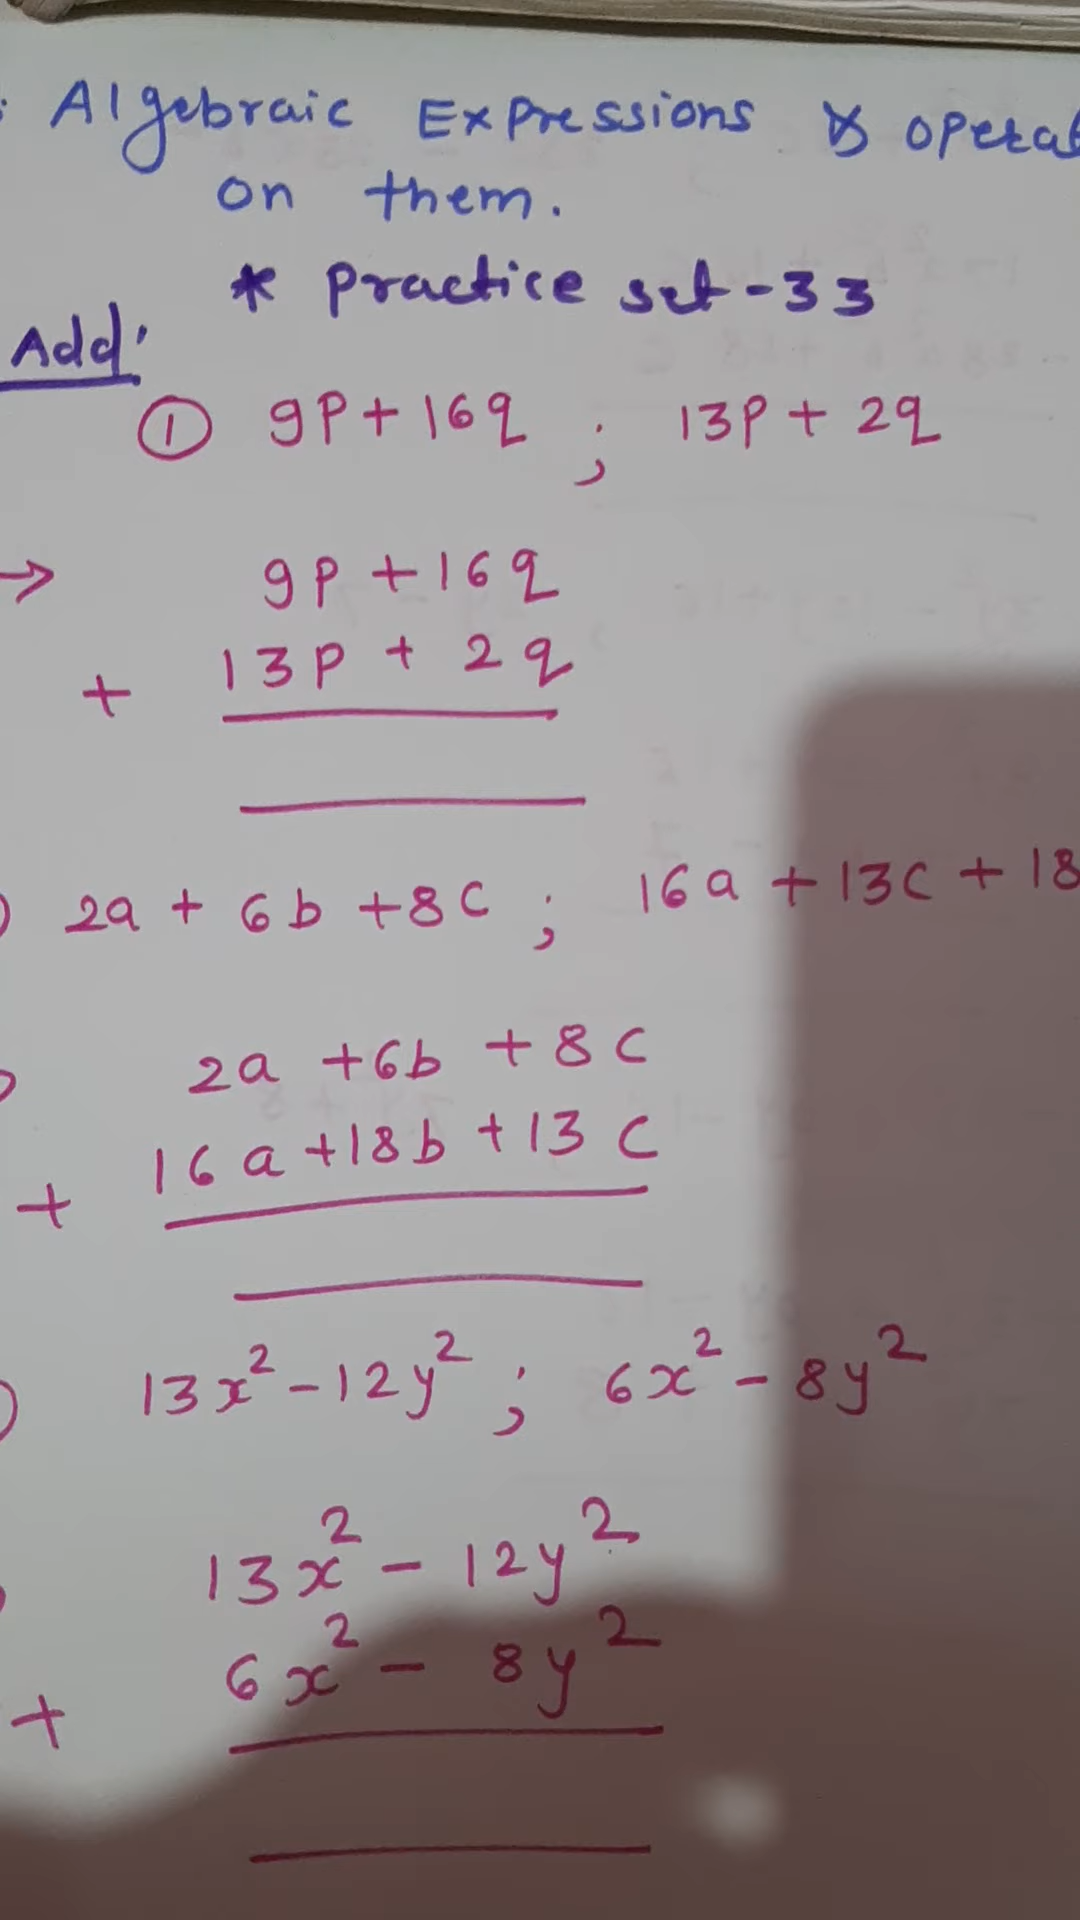 Algebraic Expressions & operat
on them.
* Practice set-33
Add:
① 9p + 16q ; 13p + 2q
→ 9p + 16q
+ 13p + 2q
2a + 6b + 8c ; 16a + 13c + 18
2a + 6b + 8c
+ 16a + 18b + 13c
13x² - 12y² ; 6x² - 8y²
13x² - 12y²
+ 6x² - 8y²